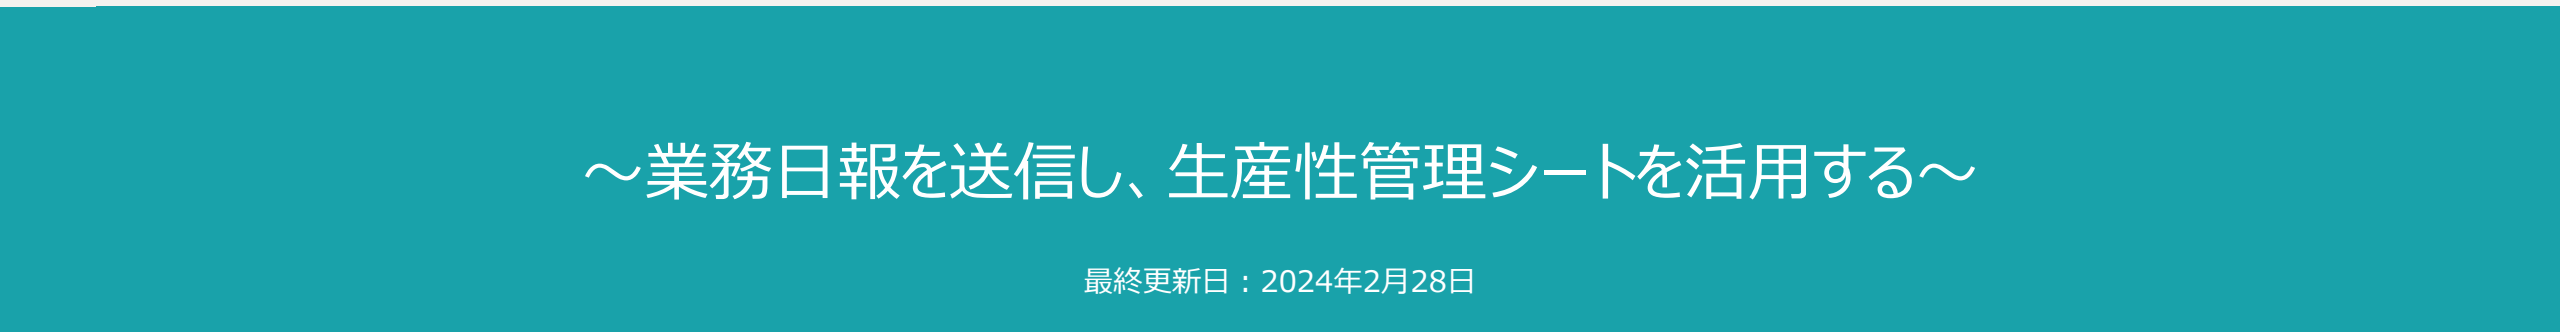 ～業務日報を送信し、生産性管理シートを活用する～
最終更新日：2024年2月28日